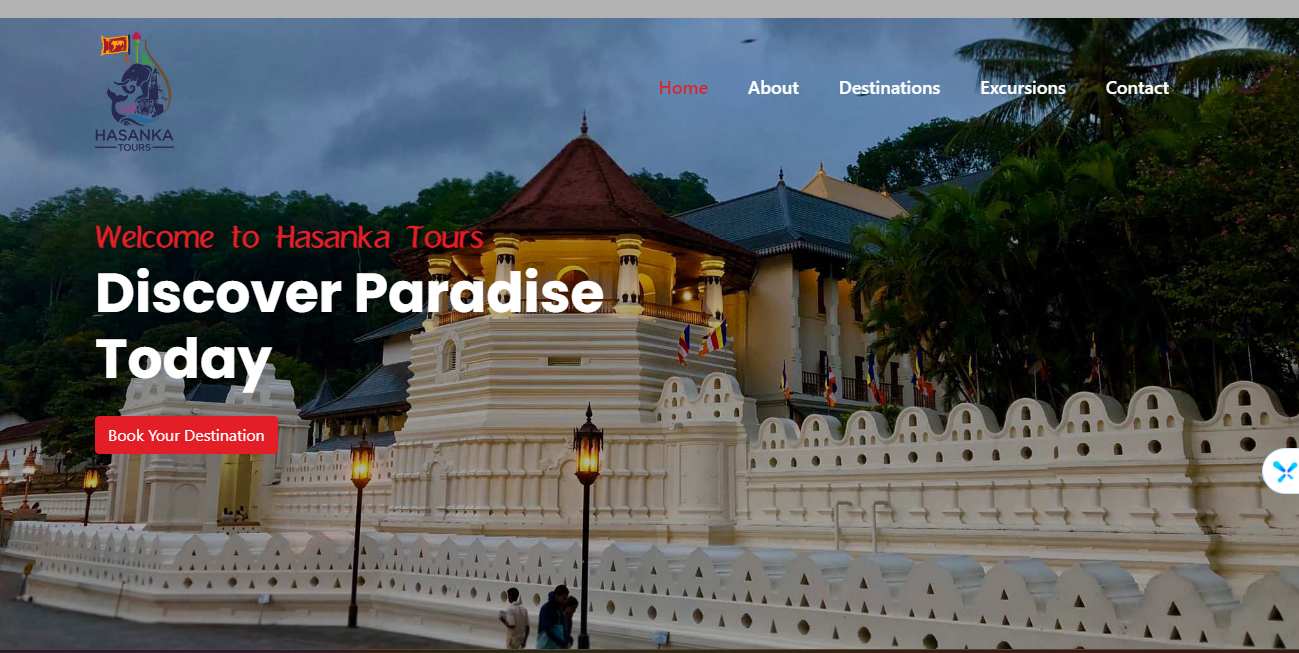 HASANKA
TOURS
Home
About
Destinations
Excursions
Contact
Welcome to Hasanka Tours
Discover Paradise
Today
Book Your Destination